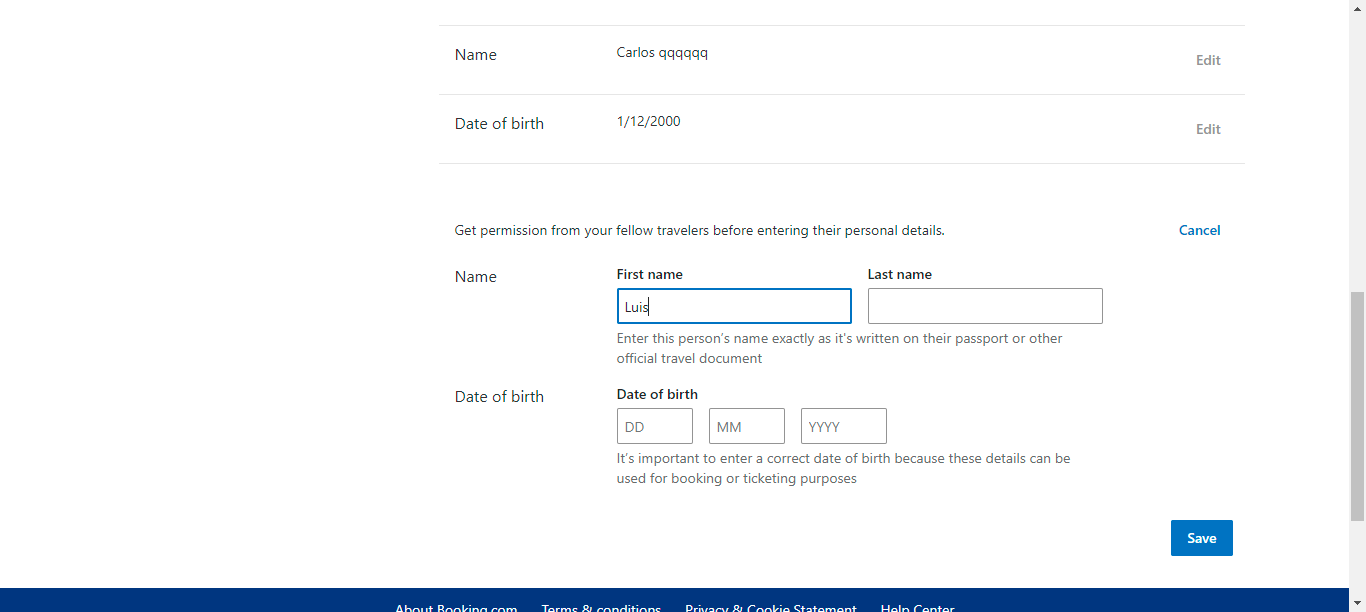 Name
Carlos qqqqqq
Edit
Date of birth
1/12/2000
Edit
Get permission from your fellow travelers before entering their personal details.
Cancel
Name
First name
Last name
Luis
Enter this person's name exactly as it's written on their passport or other
official travel document
Date of birth
Date of birth
DD
MM
YYYY
It's important to enter a correct date of birth because these details can be
used for booking or ticketing purposes
Save
About Booking.com
Terms & conditions
Privacy & Cookie Statement
Help Center